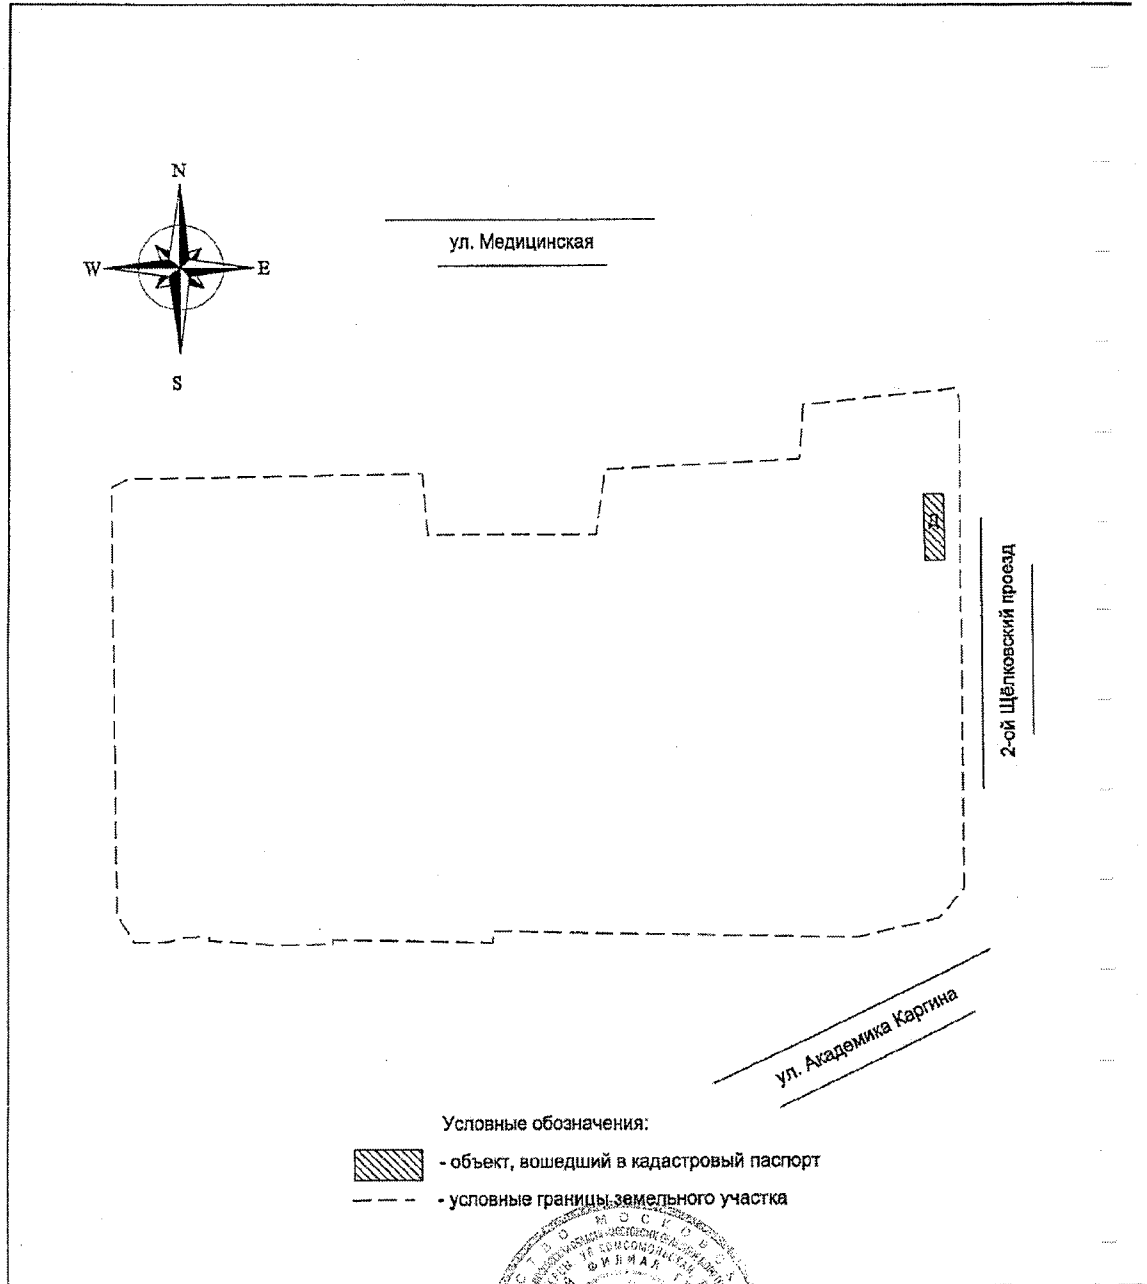 N
ул. Медицинская
W E
S
Д
2-ой Щёлковский проезд
ул. Академика Каргина
Условные обозначения:
- объект, вошедший в кадастровый паспорт
- условные границы земельного участка
ФИЛИАЛ